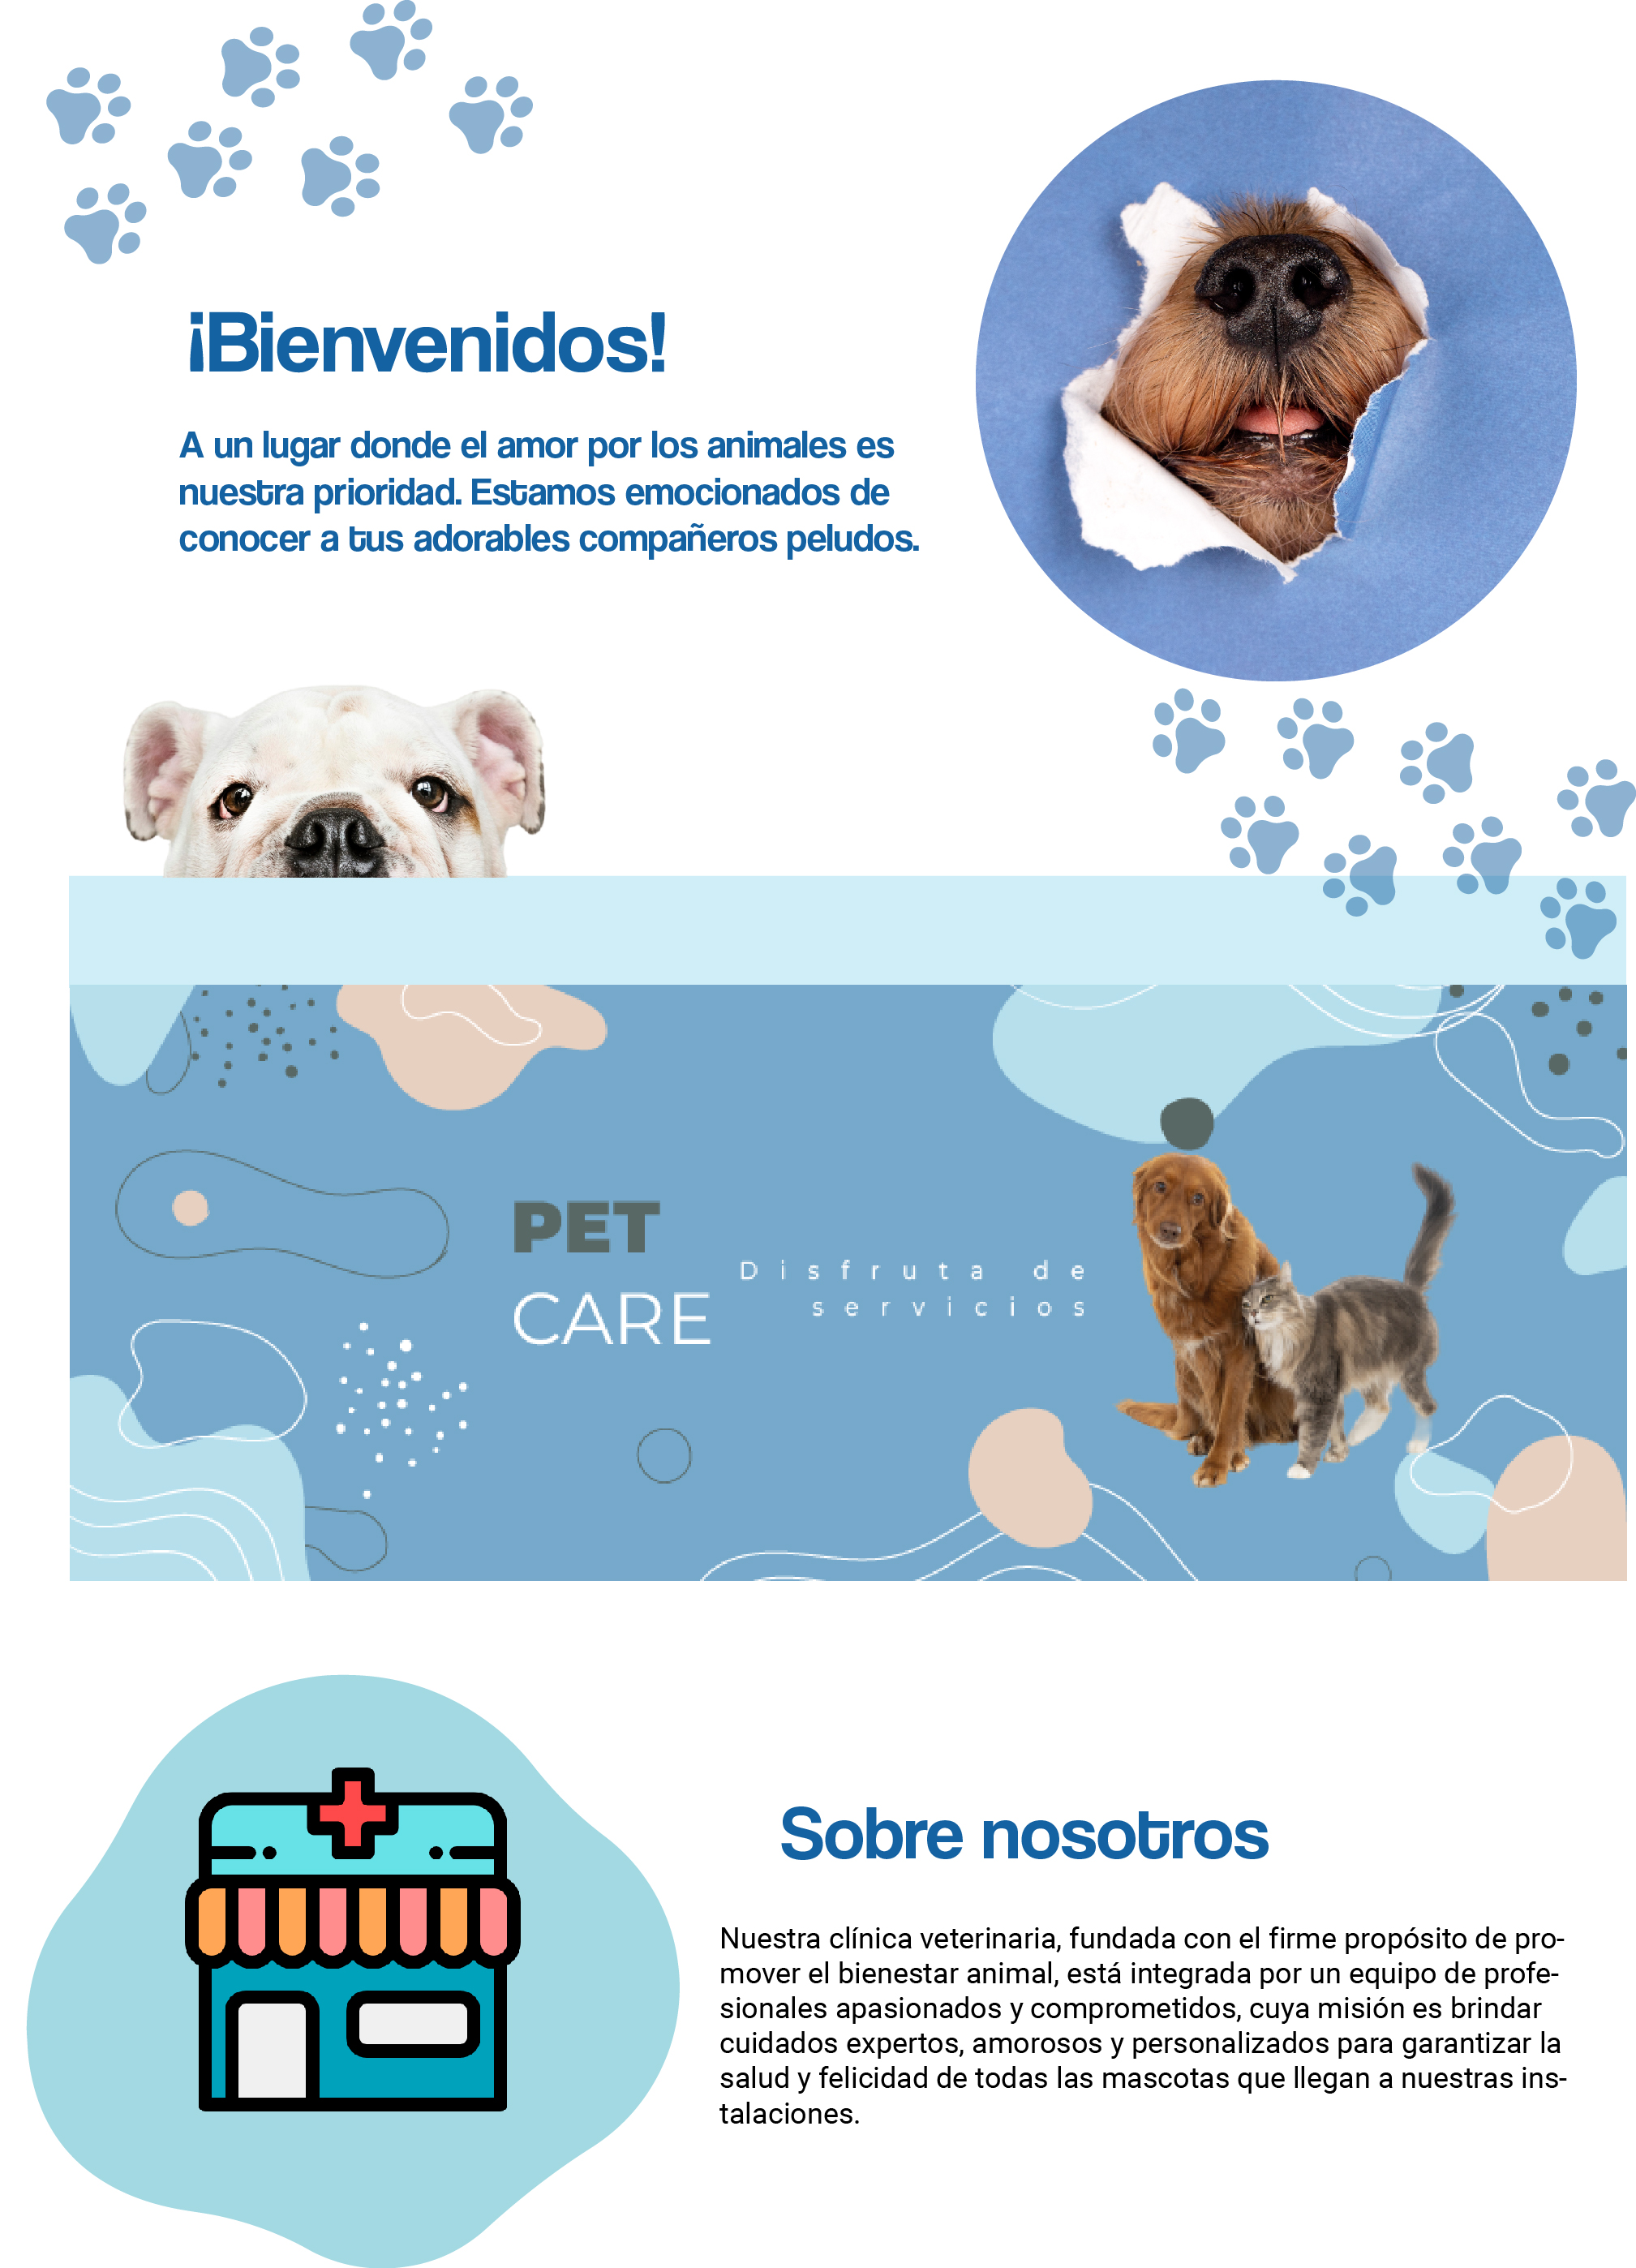 ¡Bienvenidos!
A un lugar donde el amor por los animales es
nuestra prioridad. Estamos emocionados de
conocer a tus adorables compañeros peludos.
PET
CARE
Disfruta de
servicios
Sobre nosotros
Nuestra clínica veterinaria, fundada con el firme propósito de pro-
mover el bienestar animal, está integrada por un equipo de profe-
sionales apasionados y comprometidos, cuya misión es brindar
cuidados expertos, amorosos y personalizados para garantizar la
salud y felicidad de todas las mascotas que llegan a nuestras ins-
talaciones.